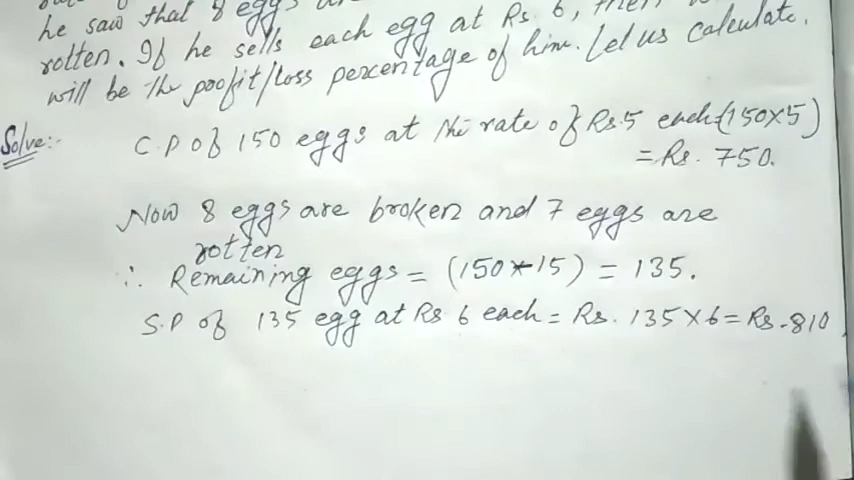 he saw that 8 eggs
rotten. If he sells each egg at Rs. 6, then
will be the profit/loss percentage of him. Let us calculate.
Solve:- C.P of 150 eggs at the rate of Rs.5 each=(150×5)
=Rs. 750.
Now 8 eggs are broken and 7 eggs are
rotten
∴ Remaining eggs = (150-15) = 135.
S.P of 135 egg at Rs 6 each = Rs. 135×6 = Rs.810